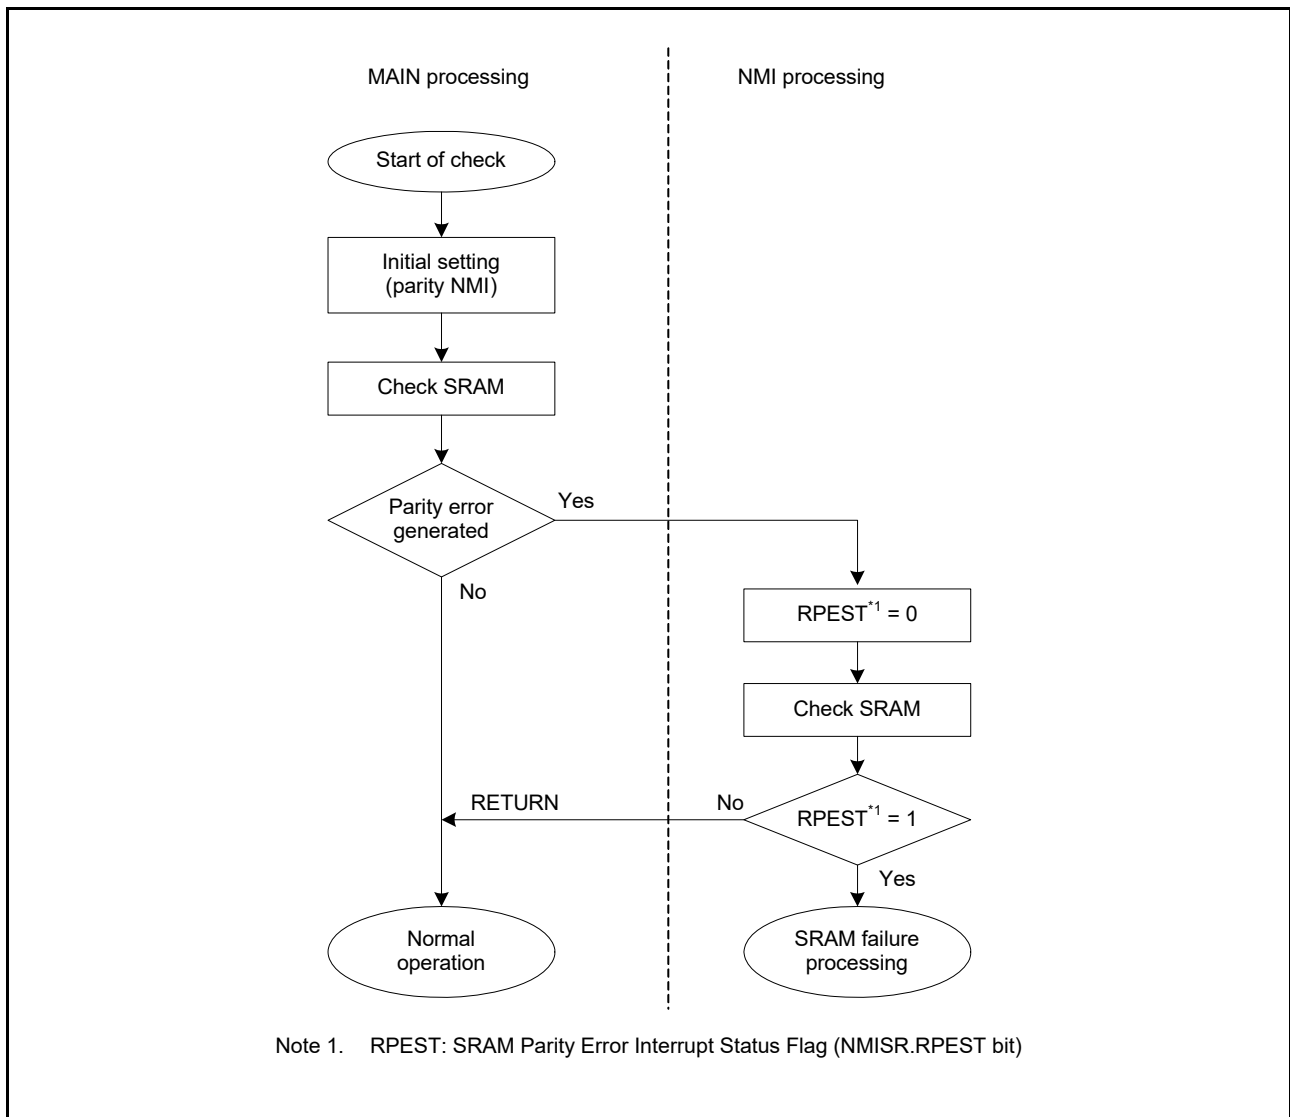 MAIN processing
NMI processing
Start of check
Initial setting
(parity NMI)
Check SRAM
Parity error
generated
Yes
No
RPEST*1 = 0
Check SRAM
RPEST*1 = 1
No
RETURN
Yes
Normal
operation
SRAM failure
processing
Note 1. RPEST: SRAM Parity Error Interrupt Status Flag (NMISR.RPEST bit)